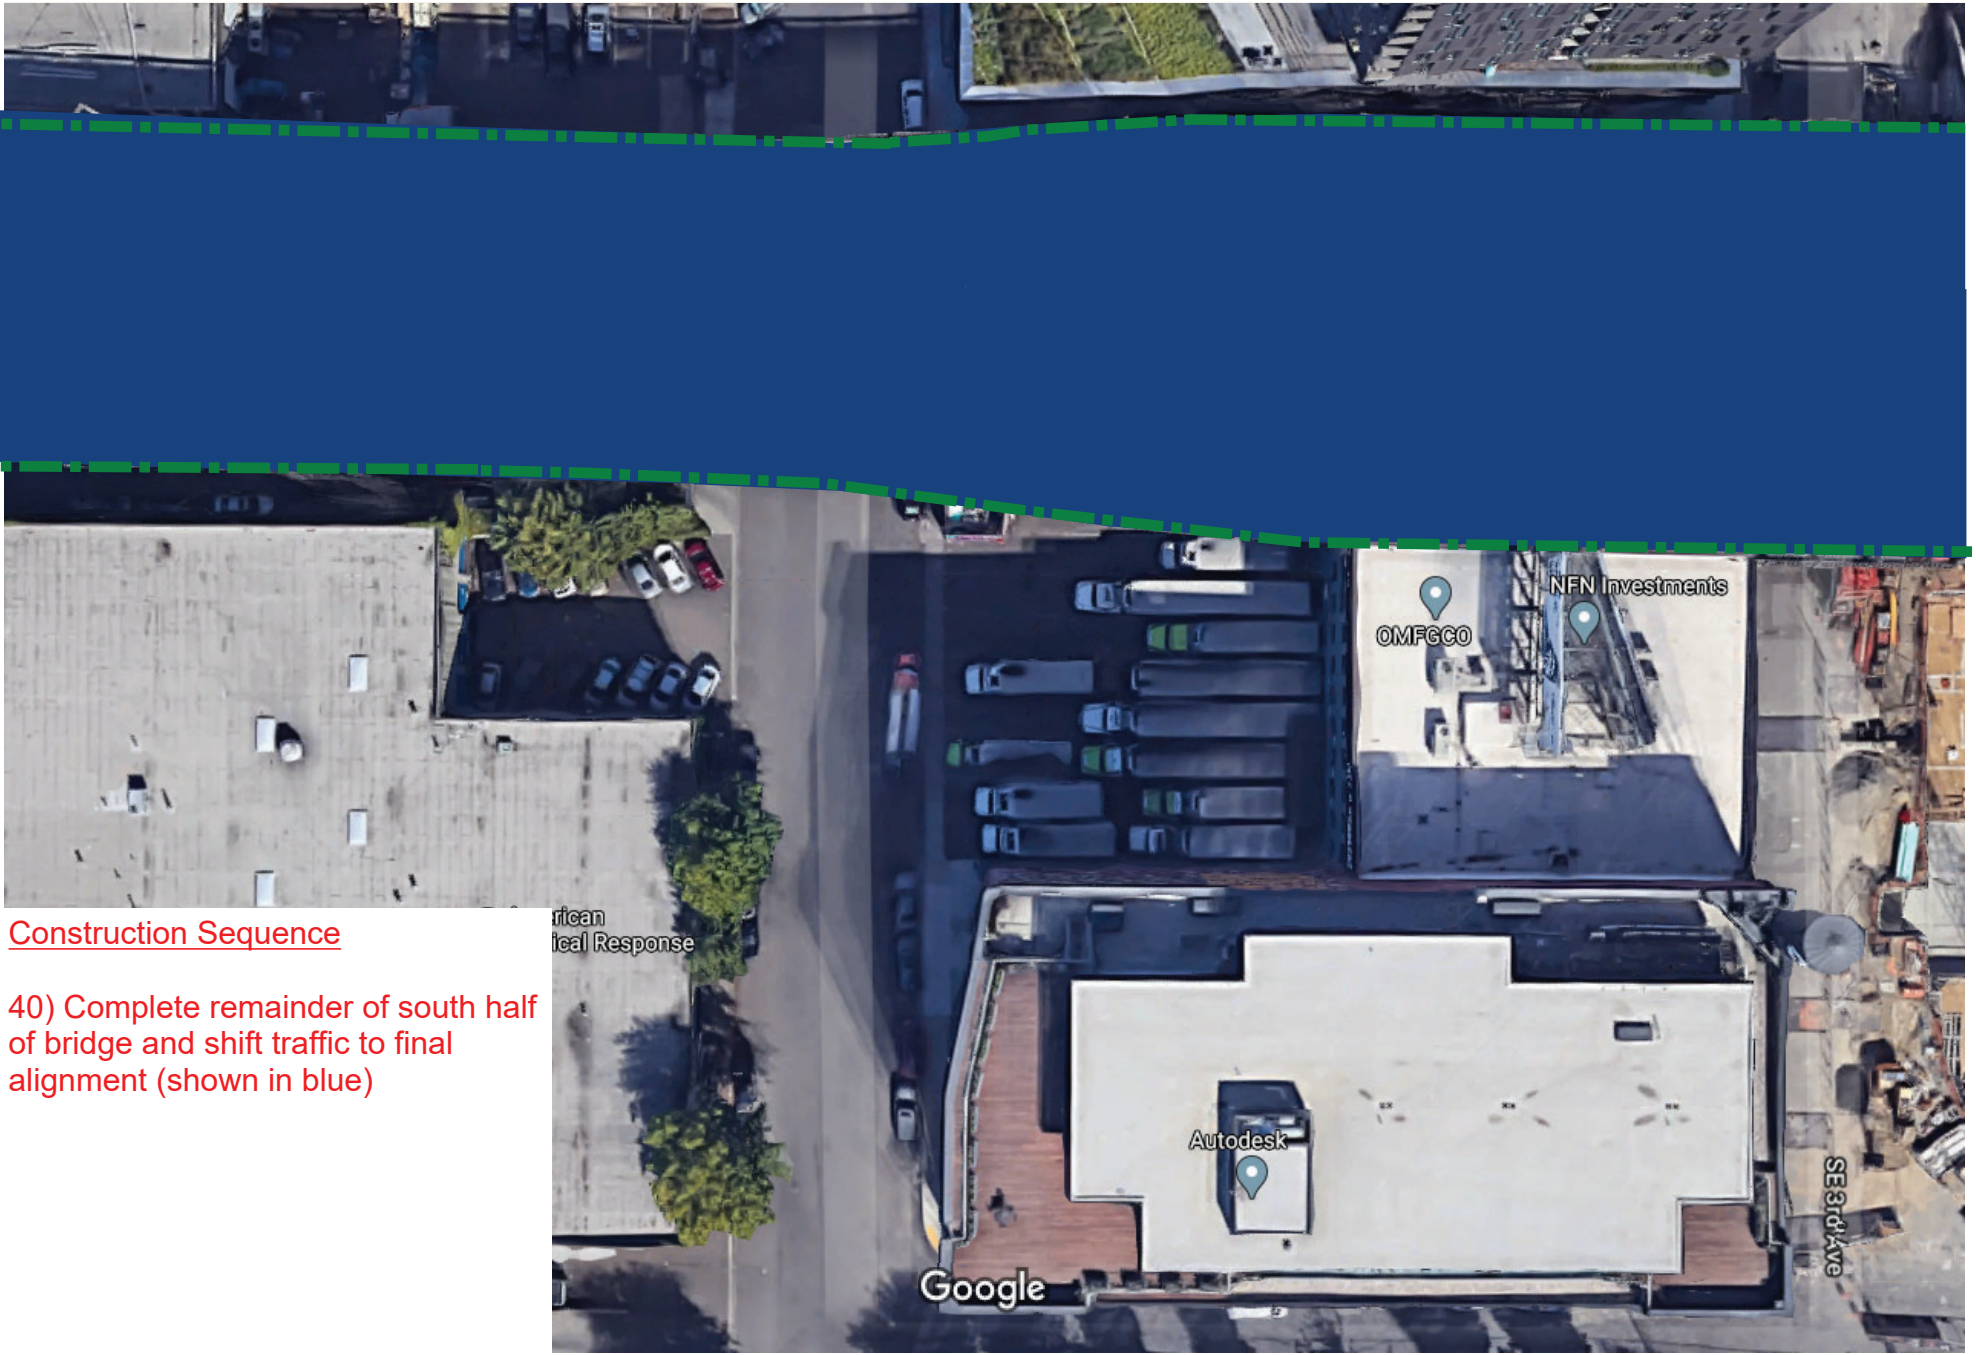 NFN Investments
OMFGCO
Construction Sequence
erican
ical Response
40) Complete remainder of south half
of bridge and shift traffic to final
alignment (shown in blue)
Autodesk
SE 3rd Ave
Google